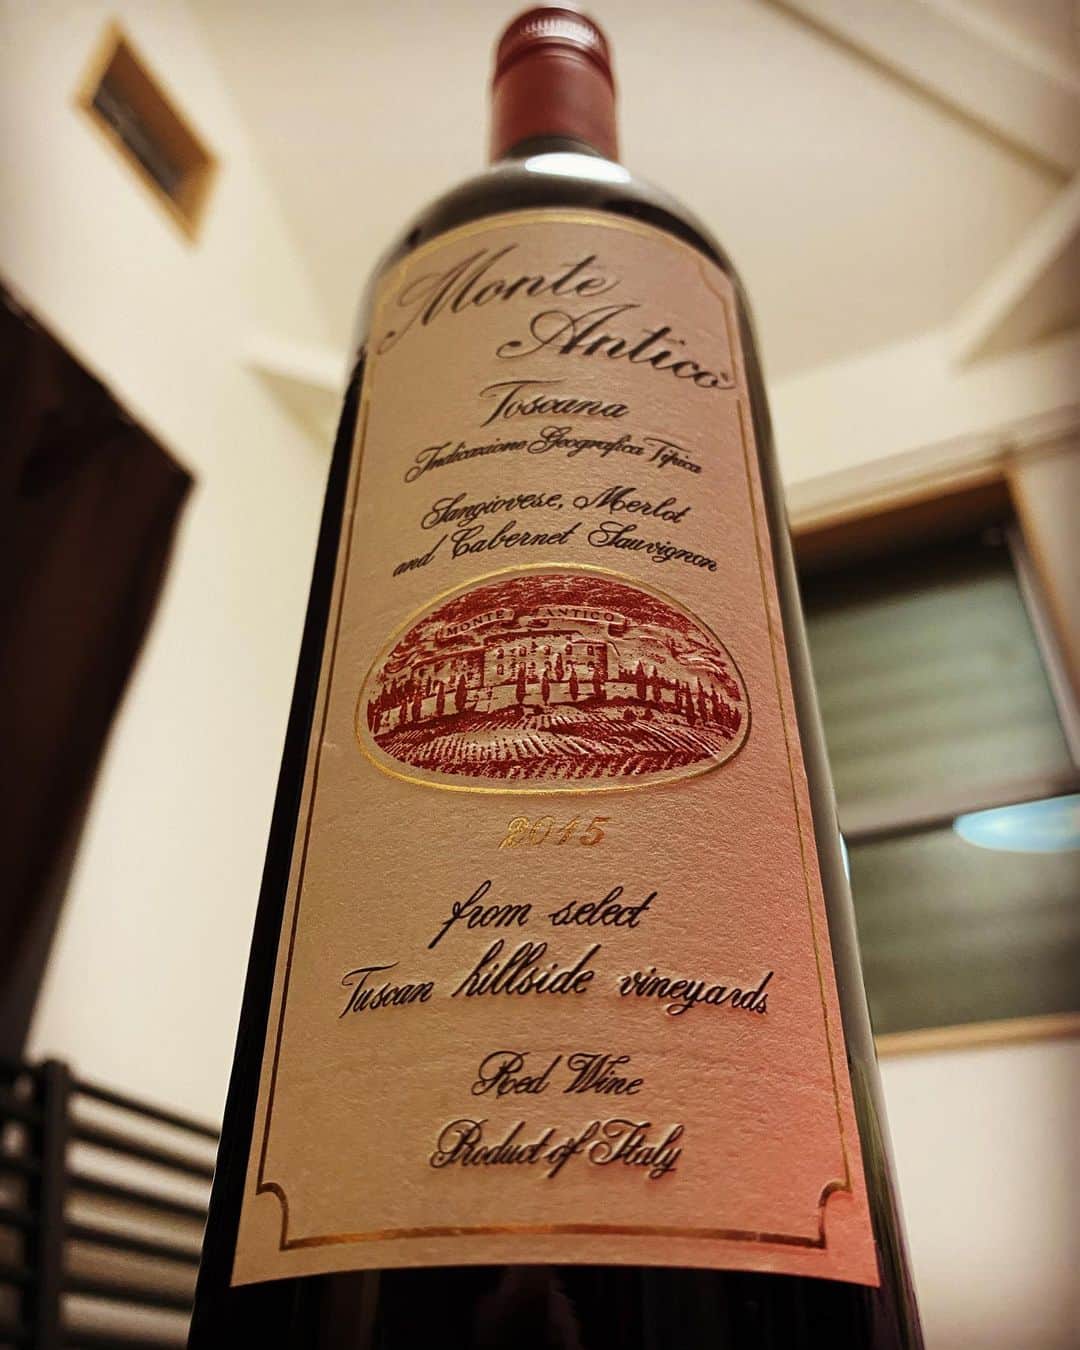 Monte
Antico
Toscana
Indicazione Geografica Tipica
Sangiovese, Merlot
and Cabernet Sauvignon
MONTE ANTICO
2015
from select
Tuscan hillside vineyards
Red Wine
Product of Italy